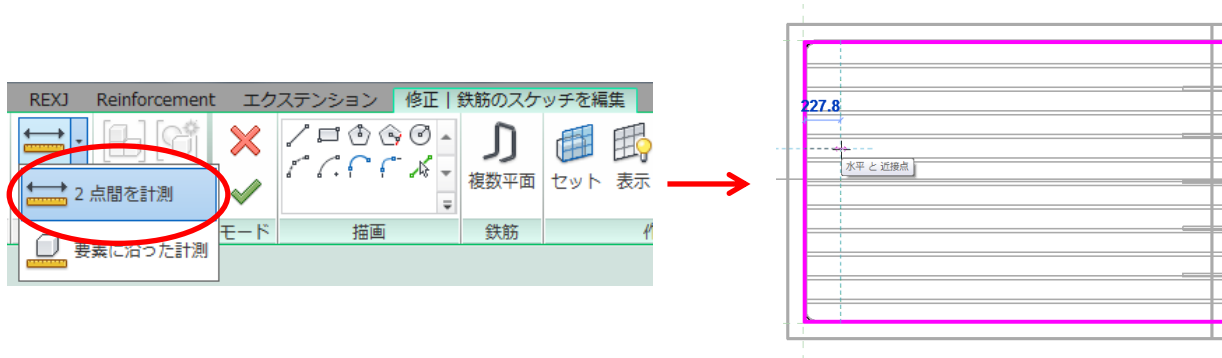 REXJ Reinforcement エクステンション 修正 | 鉄筋のスケッチを編集
2 点間を計測
複数平面 セット 表示
モード 描画 鉄筋
要素に沿った計測
227.8
水平 と 近接点